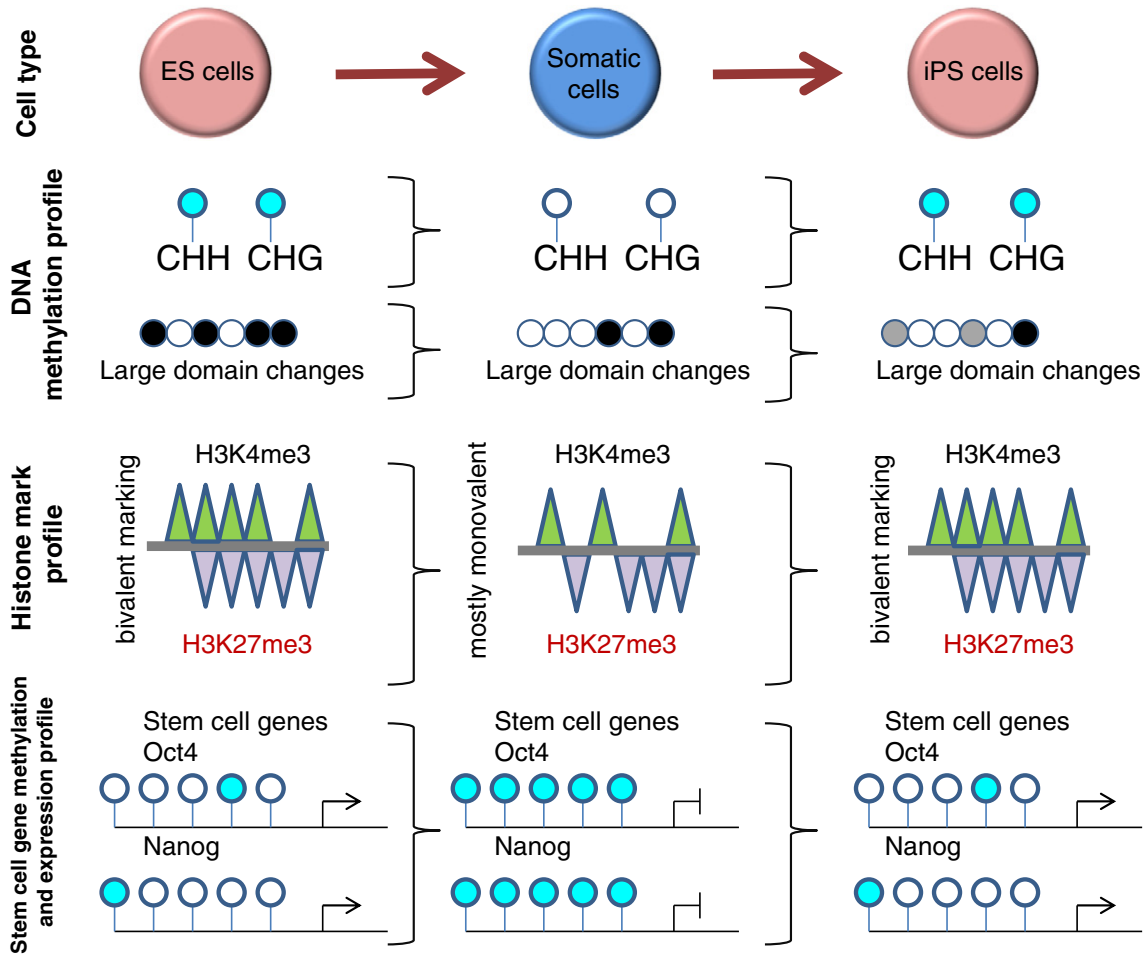 Cell type
ES cells
Somatic
cells
iPS cells
DNA
methylation profile
CHH CHG
CHH CHG
CHH CHG
Large domain changes
Large domain changes
Large domain changes
Histone mark
profile
bivalent marking
H3K4me3
H3K27me3
mostly monovalent
H3K4me3
H3K27me3
bivalent marking
H3K4me3
H3K27me3
Stem cell gene methylation
and expression profile
Stem cell genes
Oct4
Nanog
Stem cell genes
Oct4
Nanog
Stem cell genes
Oct4
Nanog